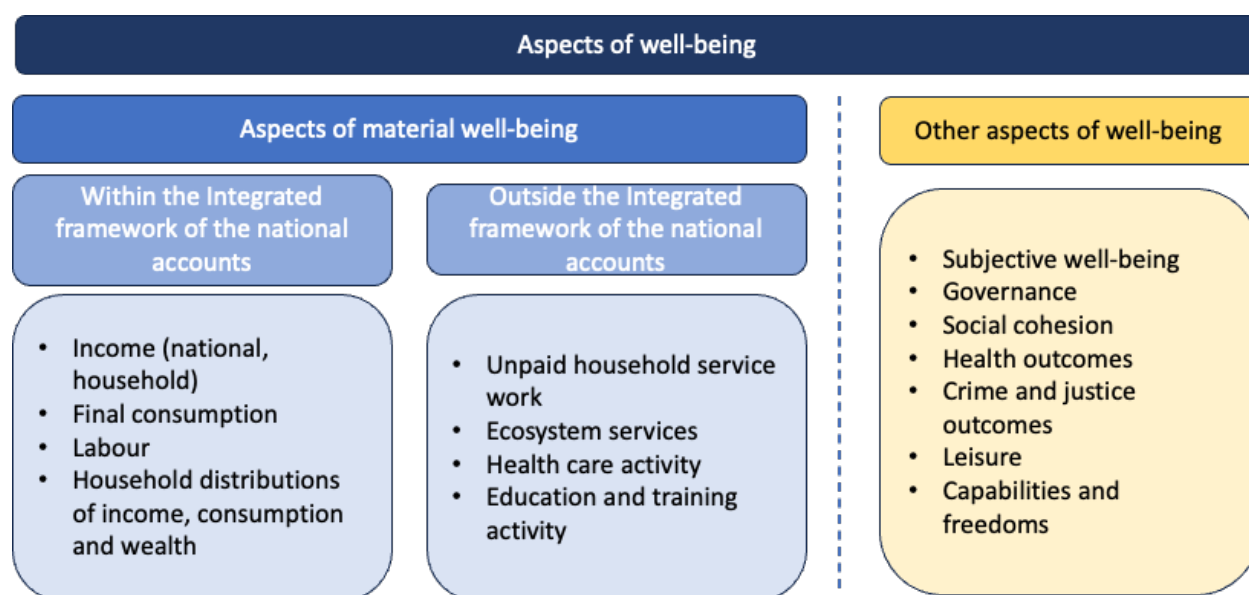 Aspects of well-being
Aspects of material well-being
Other aspects of well-being
Within the Integrated
framework of the national
accounts
Outside the Integrated
framework of the national
accounts
• Income (national,
household)
• Final consumption
• Labour
• Household distributions
of income, consumption
and wealth
• Unpaid household service
work
• Ecosystem services
• Health care activity
• Education and training
activity
• Subjective well-being
• Governance
• Social cohesion
• Health outcomes
• Crime and justice
outcomes
• Leisure
• Capabilities and
freedoms